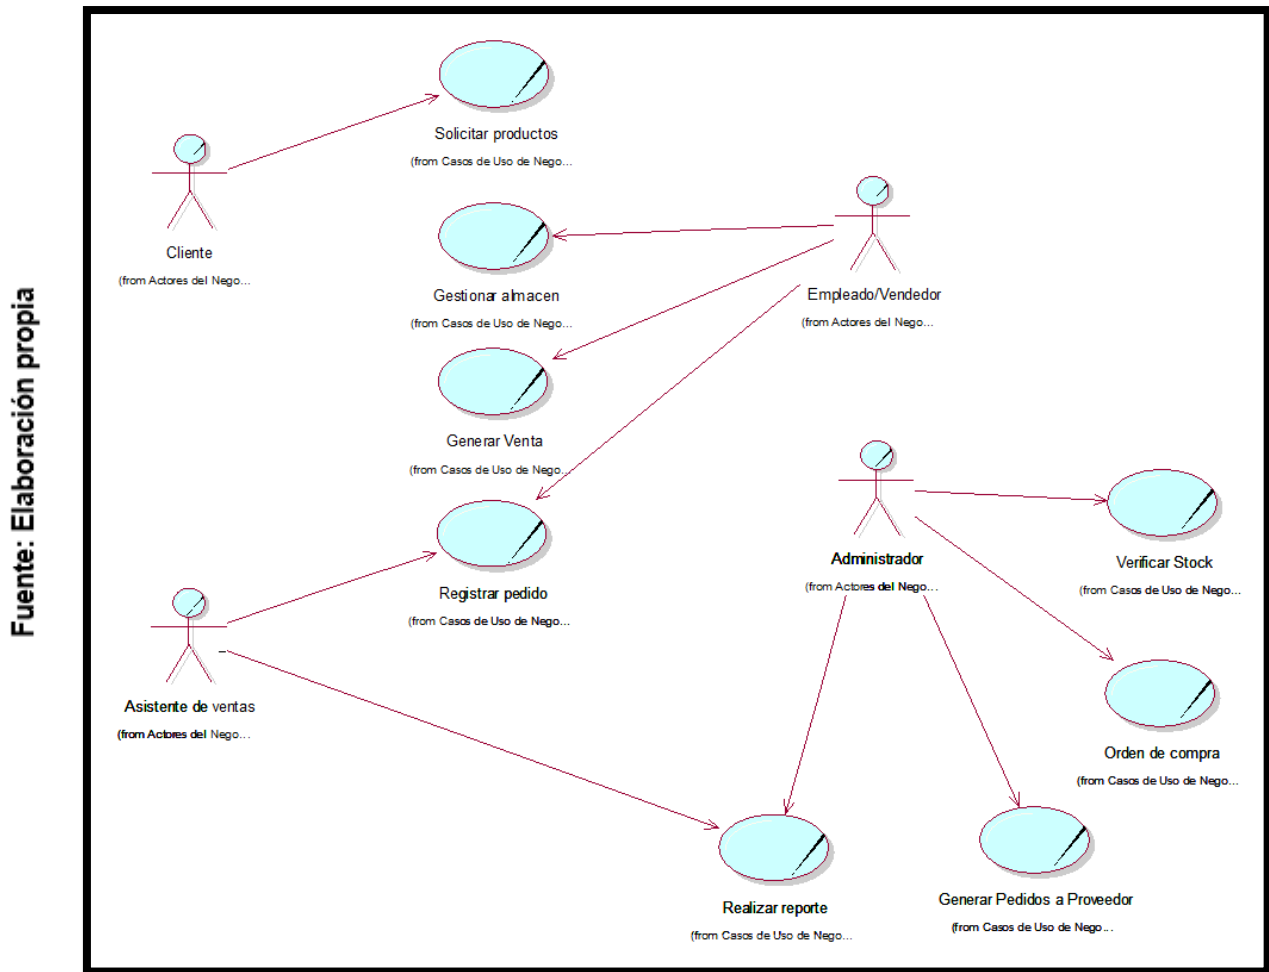 Fuente: Elaboración propia
Solicitar productos
(from Casos de Uso de Nego...
Cliente
(from Actores del Nego...
Gestionar almacen
(from Casos de Uso de Nego...
Empleado/Vendedor
(from Actores del Nego...
Generar Venta
(from Casos de Uso de Nego...
Registrar pedido
(from Casos de Uso de Nego...
Administrador
(from Actores del Nego...
Verificar Stock
(from Casos de Uso de Nego...
Asistente de ventas
(from Actores del Nego...
Orden de compra
(from Casos de Uso de Nego...
Realizar reporte
(from Casos de Uso de Nego...
Generar Pedidos a Proveedor
(from Casos de Uso de Nego...